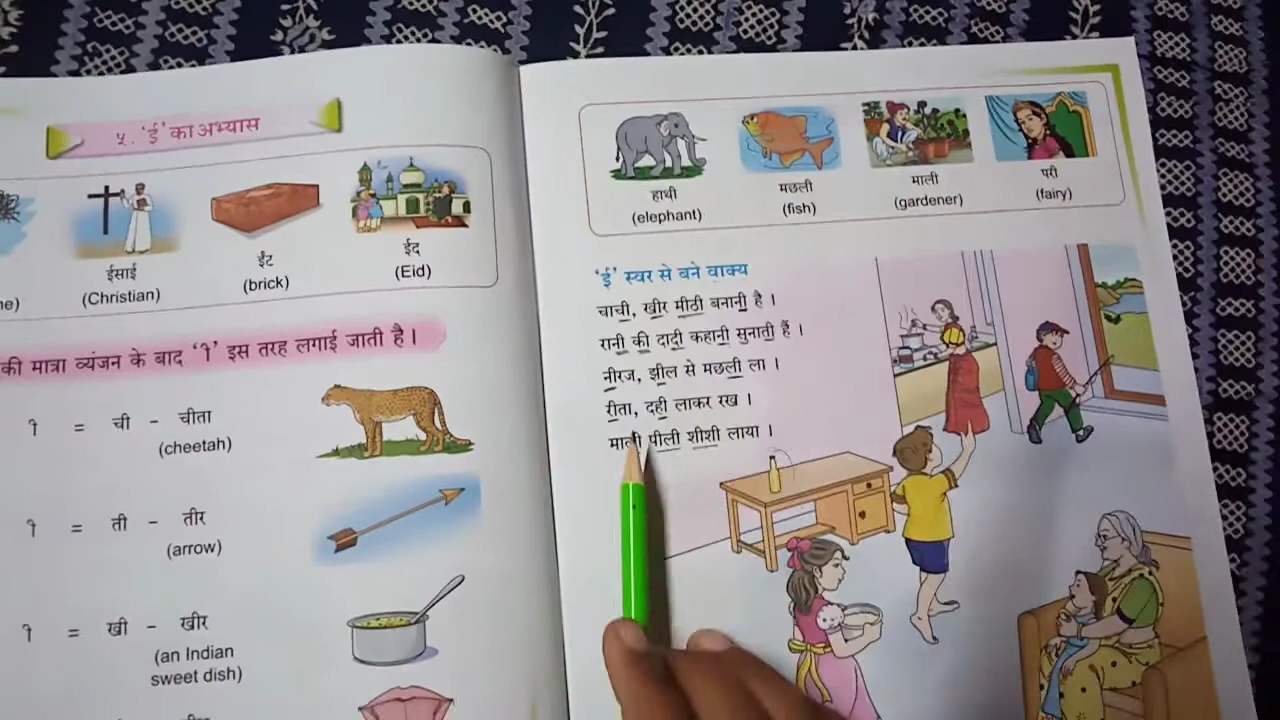 ५. 'ई' का अभ्यास
ईसाई
(Christian)
ईंट
(brick)
ईद
(Eid)
की मात्रा व्यंजन के बाद 'ी' इस तरह लगाई जाती है।
ी = ची - चीता
(cheetah)
ी = ती - तीर
(arrow)
ी = खी - खीर
(an Indian
sweet dish)
हाथी
(elephant)
मछली
(fish)
माली
(gardener)
परी
(fairy)
'ई' स्वर से बने वाक्य
चाची, खीर मीठी बनानी है।
रानी की दादी कहानी सुनाती हैं।
नीरज, झील से मछली ला।
रीता, दही लाकर रख।
माली पीली शीशी लाया।